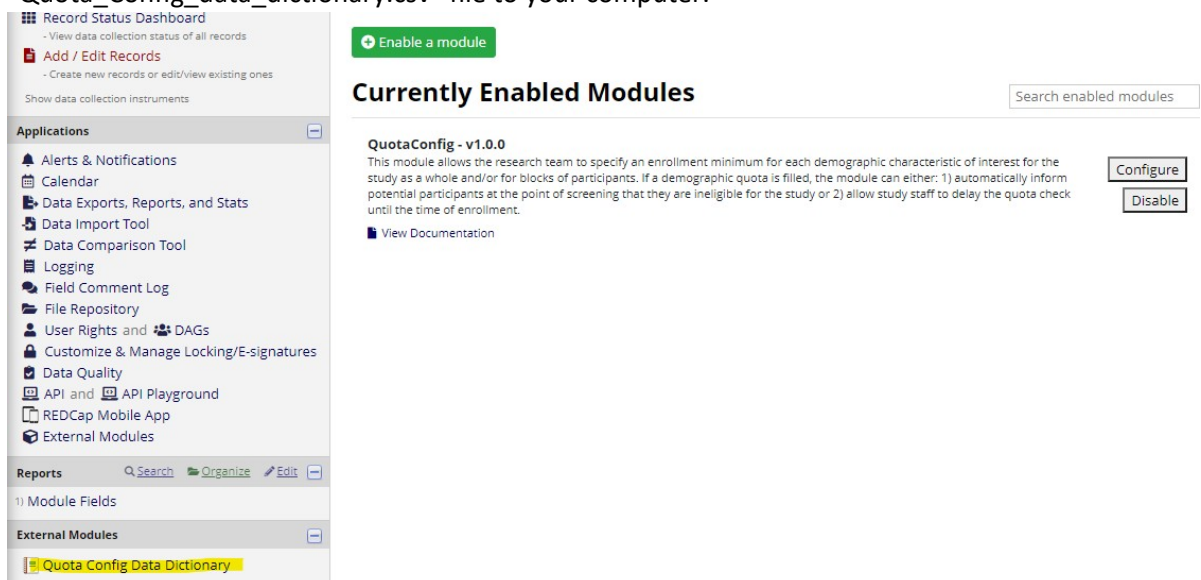 Quota_Config_data_dictionary.csv" file to your computer.
Record Status Dashboard
- View data collection status of all records
Add / Edit Records
- Create new records or edit/view existing ones
Show data collection instruments
Applications
Alerts & Notifications
Calendar
Data Exports, Reports, and Stats
Data Import Tool
Data Comparison Tool
Logging
Field Comment Log
File Repository
User Rights and DAGs
Customize & Manage Locking/E-signatures
Data Quality
API and API Playground
REDCap Mobile App
External Modules
Reports Search Organize Edit
1) Module Fields
External Modules
Quota Config Data Dictionary
Enable a module
Currently Enabled Modules
Search enabled modules
QuotaConfig - v1.0.0
This module allows the research team to specify an enrollment minimum for each demographic characteristic of interest for the
study as a whole and/or for blocks of participants. If a demographic quota is filled, the module can either: 1) automatically inform
potential participants at the point of screening that they are ineligible for the study or 2) allow study staff to delay the quota check
until the time of enrollment.
View Documentation
Configure
Disable